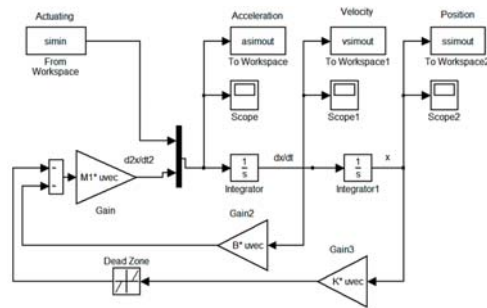 Actuating
Acceleration
Velocity
Position
simin
asimout
vsimout
ssimout
From
Workspace
To Workspace
To Workspace1
To Workspace2
Scope
Scope1
Scope2
d2x/dt2
dx/dt
x
M1* uvec
1
s
1
s
Integrator
Integrator1
Gain
Gain2
B* uvec
Gain3
Dead Zone
K* uvec